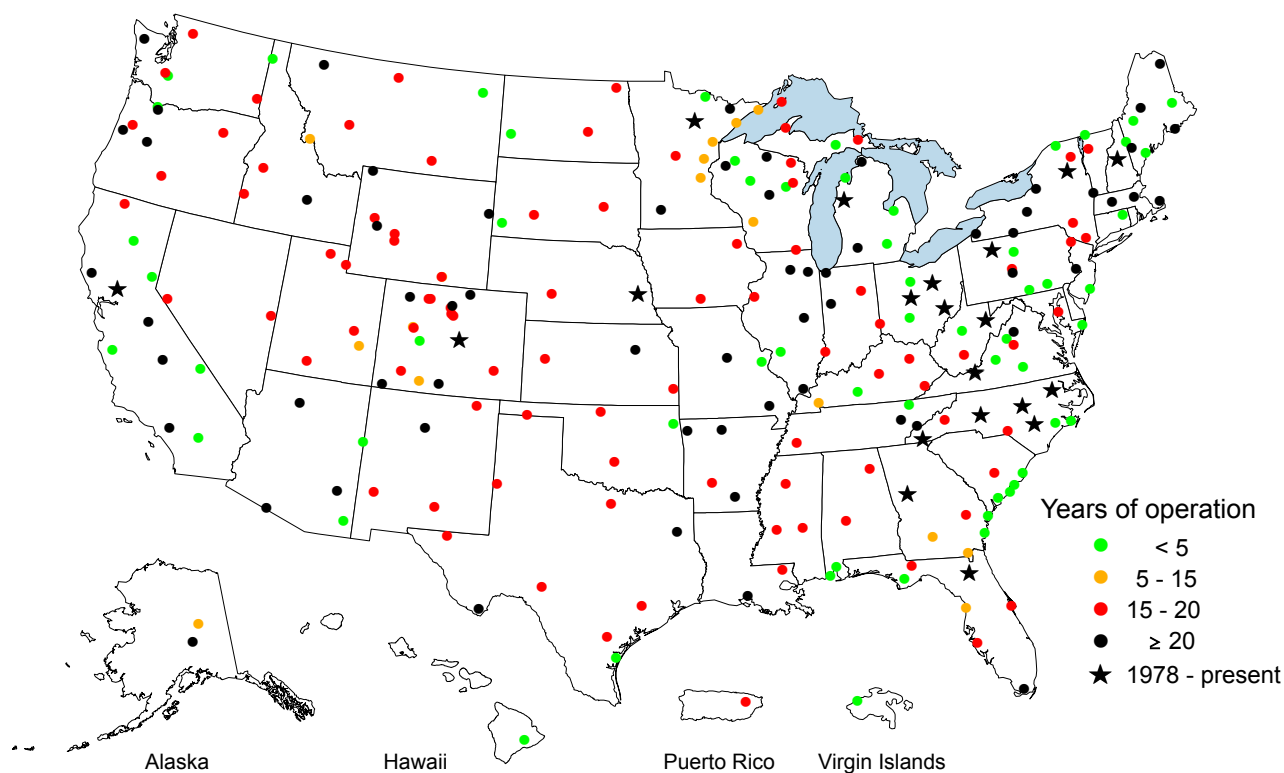 Years of operation
< 5
5 - 15
15 - 20
≥ 20
1978 - present
Alaska
Hawaii
Puerto Rico
Virgin Islands